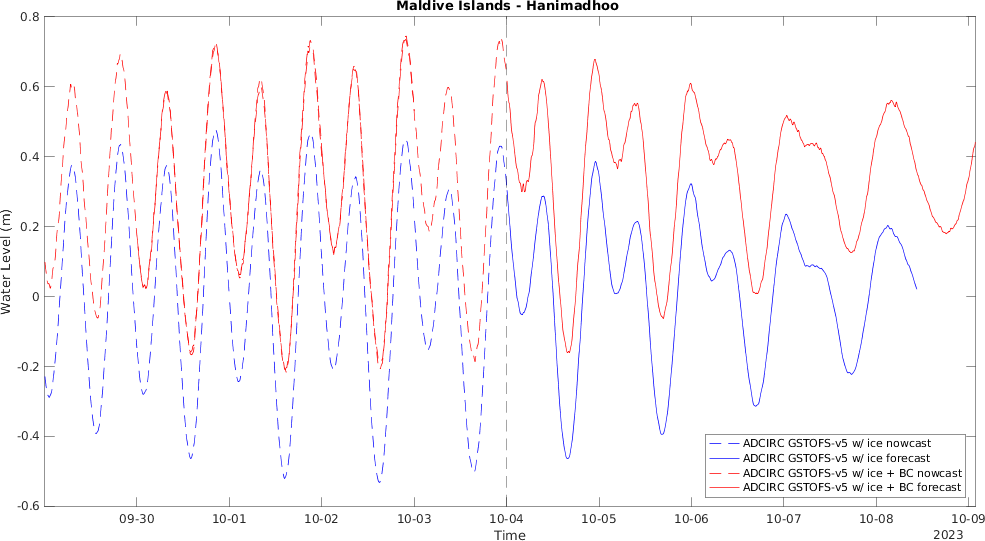 Maldive Islands - Hanimadhoo
0.8
0.6
0.4
0.2
0
-0.2
-0.4
-0.6
Water Level (m)
ADCIRC GSTOFS-v5 w/ ice nowcast
ADCIRC GSTOFS-v5 w/ ice forecast
ADCIRC GSTOFS-v5 w/ ice + BC nowcast
ADCIRC GSTOFS-v5 w/ ice + BC forecast
09-30 10-01 10-02 10-03 10-04 10-05 10-06 10-07 10-08 10-09
Time
2023